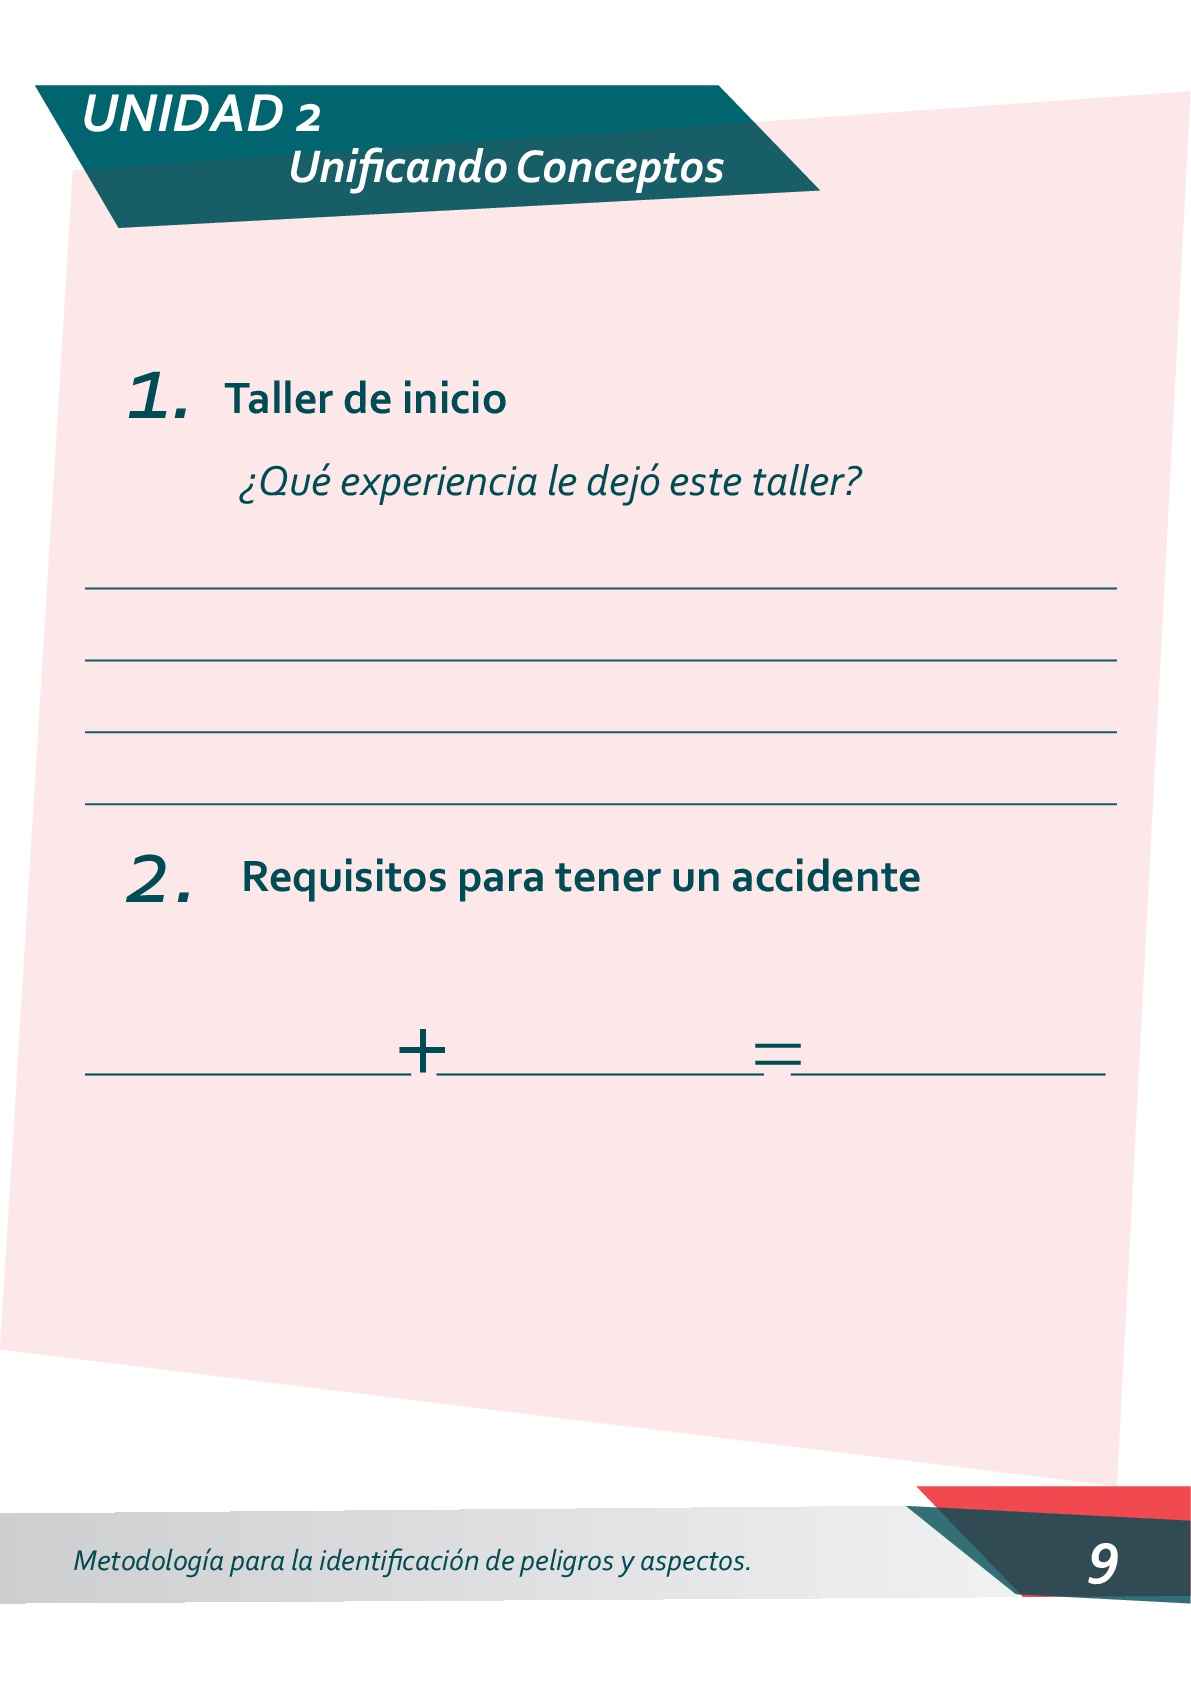 UNIDAD 2
Unificando Conceptos
1. Taller de inicio
¿Qué experiencia le dejó este taller?
2. Requisitos para tener un accidente
+ =
Metodología para la identificación de peligros y aspectos.
9